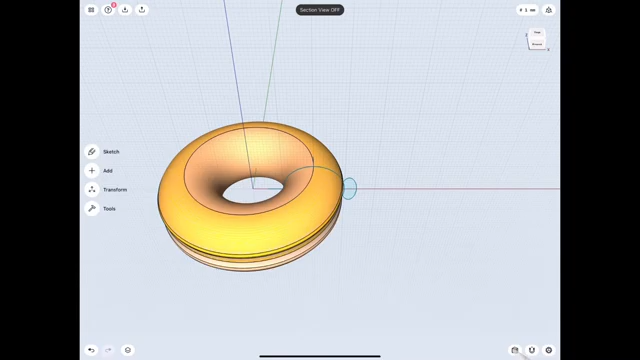 Section View OFF
Sketch
Add
Transform
Tools